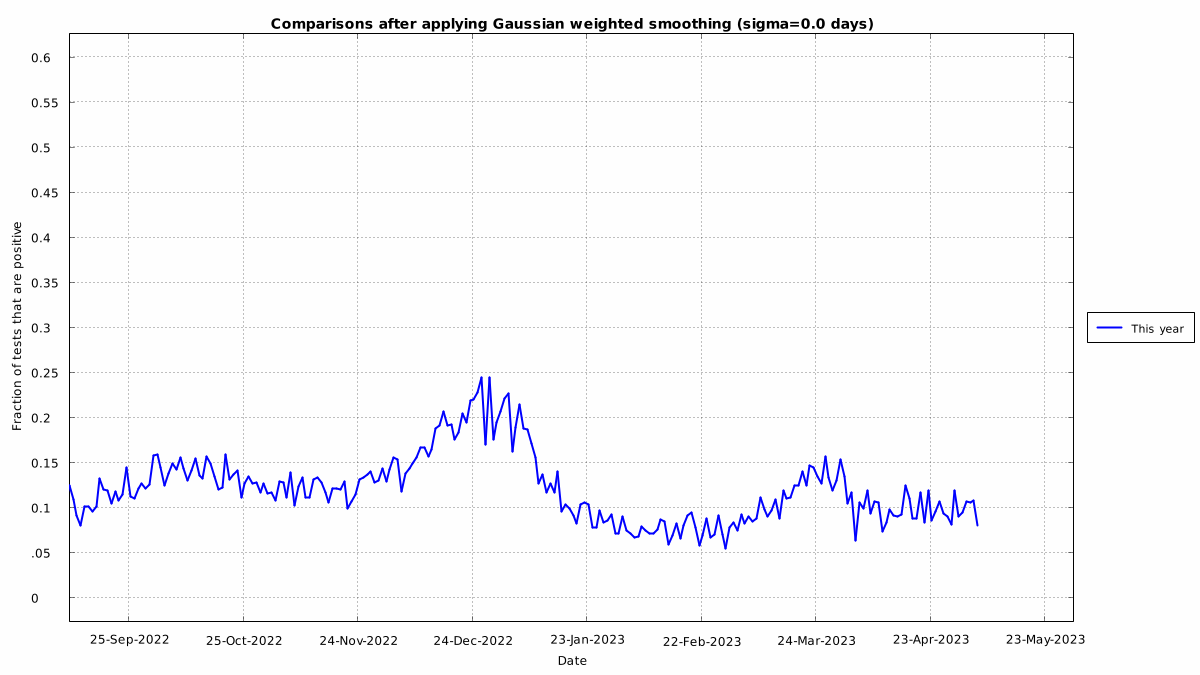 Comparisons after applying Gaussian weighted smoothing (sigma=0.0 days)
0.6
0.55
0.5
0.45
0.4
0.35
0.3
0.25
0.2
0.15
0.1
.05
0
Fraction of tests that are positive
This year
25-Sep-2022 25-Oct-2022 24-Nov-2022 24-Dec-2022 23-Jan-2023 22-Feb-2023 24-Mar-2023 23-Apr-2023 23-May-2023
Date